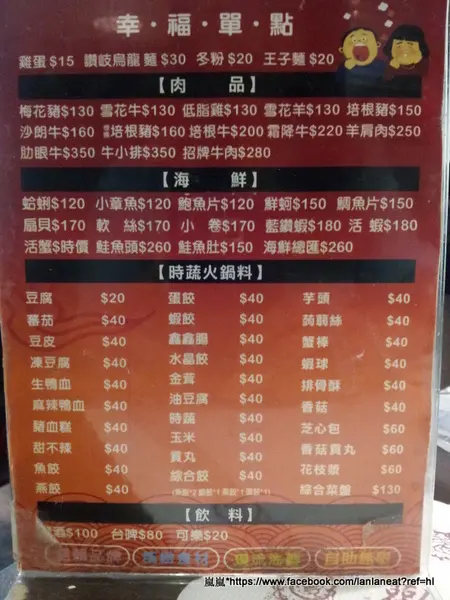 幸‧福‧單‧點
雞蛋$15 讚岐烏龍麵$30 冬粉$20 王子麵$20
【肉 品】
梅花豬$130 雪花牛$130 低脂雞$130 雪花羊$130 培根豬$150
沙朗牛$160 培根豬$160 培根牛$200 霜降牛$220 羊肩肉$250
肋眼牛$350 牛小排$350 招牌牛肉$280
【海 鮮】
蛤蜊$120 小章魚$120 鮑魚片$120 鮮蚵$150 鯛魚片$150
扇貝$170 軟 絲$170 小 卷$170 藍鑽蝦$180 活 蝦$180
活蟹$時價 鮭魚頭$260 鮭魚肚$150 海鮮總匯$260
【時蔬火鍋料】
豆腐 $20 蛋餃 $40 芋頭 $40
蕃茄 $40 蝦餃 $40 蒟蒻絲 $40
豆皮 $40 鑫鑫腸 $40 蟹棒 $40
凍豆腐 $40 水晶餃 $40 蝦球 $40
生鴨血 $40 金茸 $40 排骨酥 $40
麻辣鴨血 $40 油豆腐 $40 香菇 $40
豬血糕 $40 時蔬 $40 芝心包 $60
甜不辣 $40 玉米 $40 香菇貢丸 $60
魚餃 $40 貢丸 $40 花枝漿 $60
燕餃 $40 綜合餃 $40 綜合菜盤 $130
【飲 料】
酒$100 台啤$80 可樂$20
嵐嵐*https://www.facebook.com/lanlaneat?ref=hl